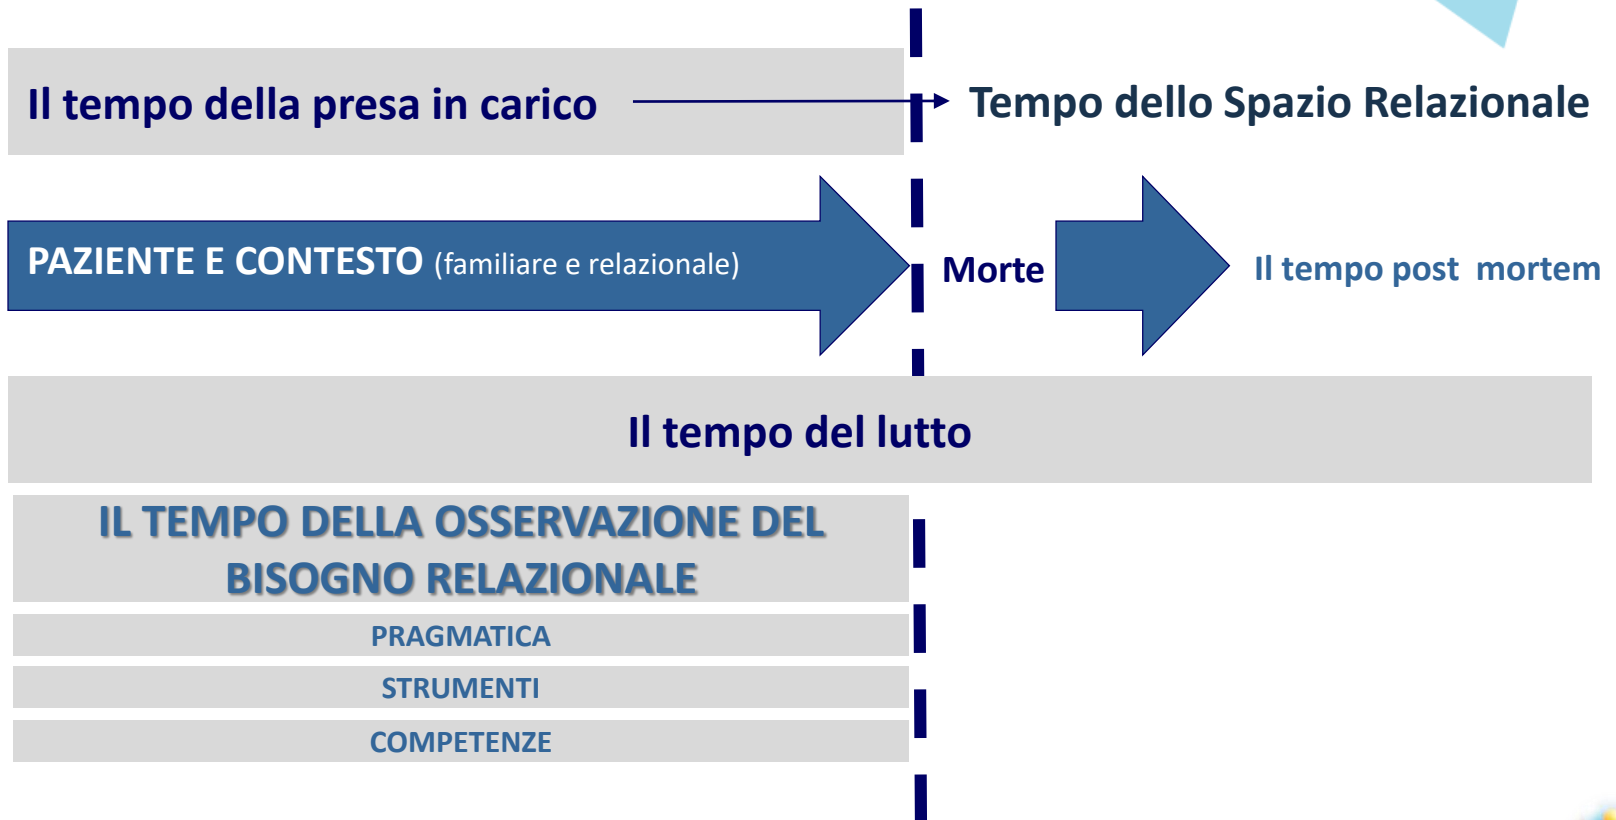 Il tempo della presa in carico
Tempo dello Spazio Relazionale
PAZIENTE E CONTESTO (familiare e relazionale)
Morte
Il tempo post mortem
Il tempo del lutto
IL TEMPO DELLA OSSERVAZIONE DEL
BISOGNO RELAZIONALE
PRAGMATICA
STRUMENTI
COMPETENZE